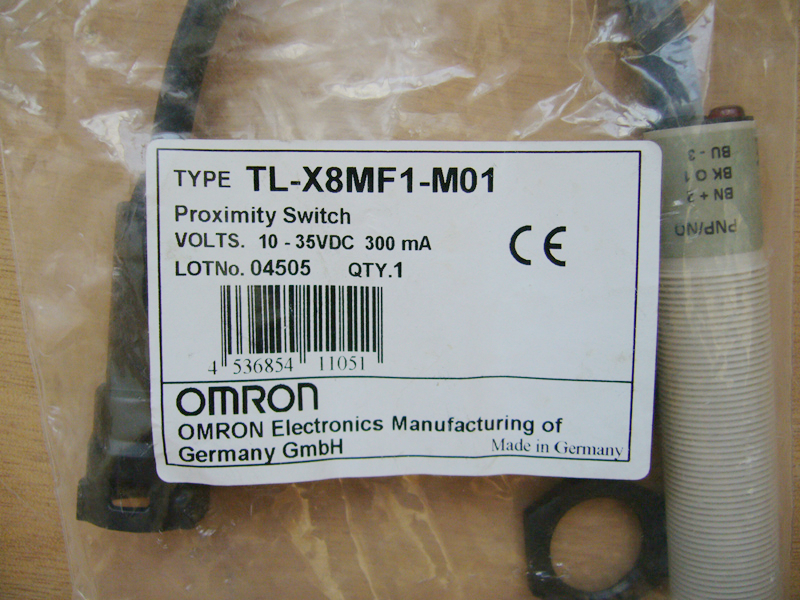 TYPE TL-X8MF1-M01
Proximity Switch
VOLTS. 10 - 35VDC 300 mA
LOTNo. 04505 QTY.1
CE
4 536854 11051
OMRON
OMRON Electronics Manufacturing of
Germany GmbH
Made in Germany
PNP/NO
BN + 2
BK O 1
BU - 3